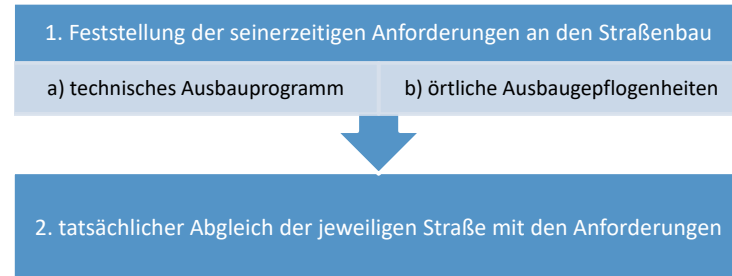 1. Feststellung der seinerzeitigen Anforderungen an den Straßenbau
a) technisches Ausbauprogramm
b) örtliche Ausbaugepflogenheiten
2. tatsächlicher Abgleich der jeweiligen Straße mit den Anforderungen